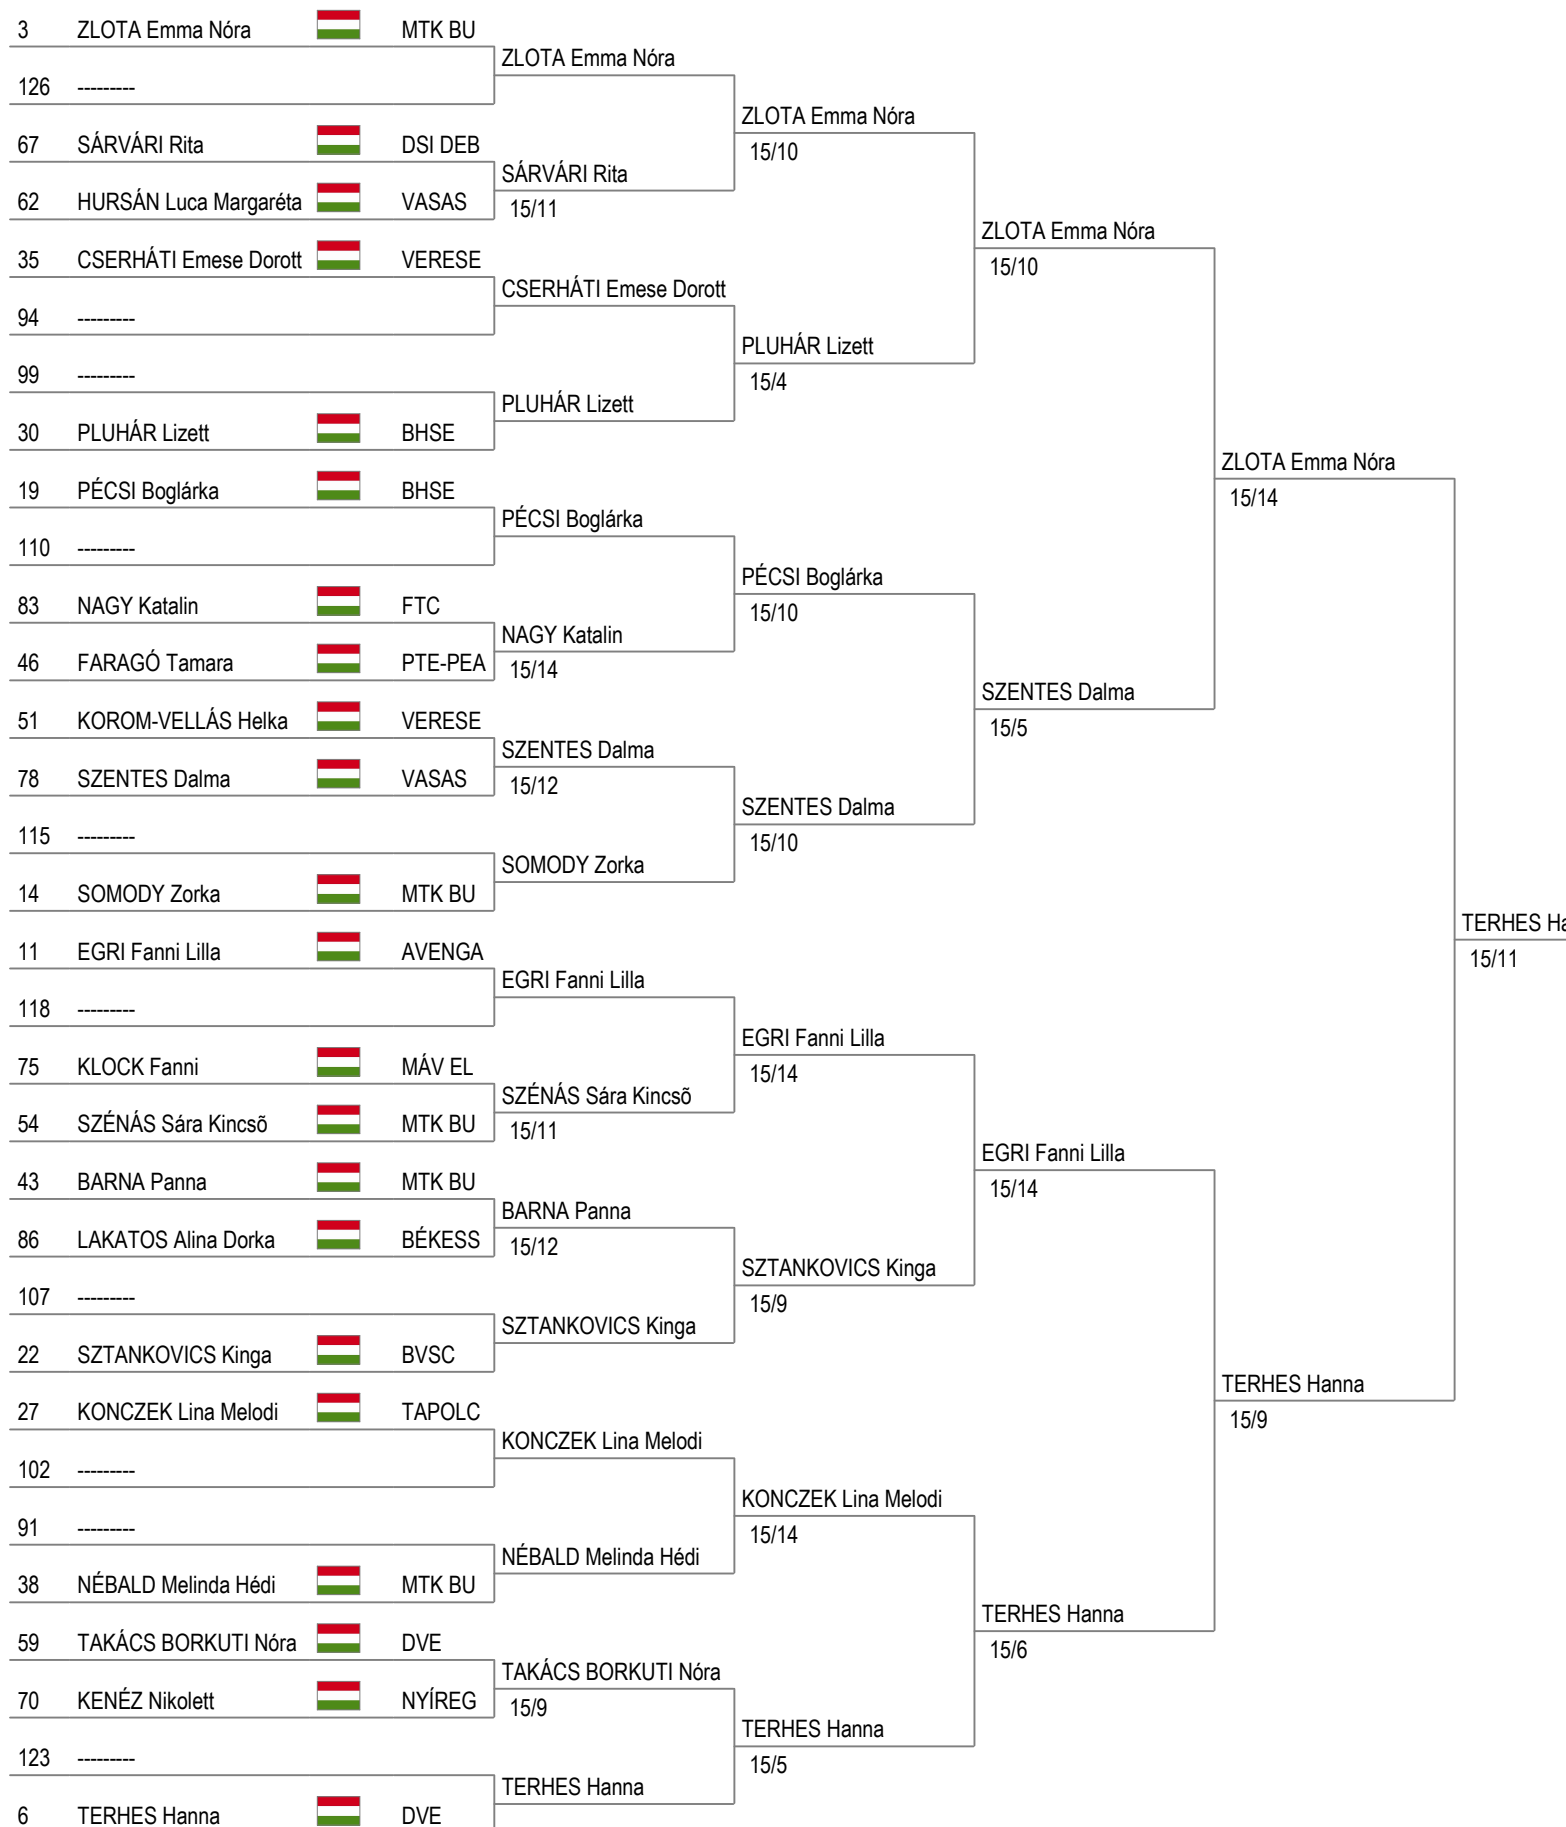 3 ZLOTA Emma Nóra MTK BU
ZLOTA Emma Nóra
126 ---------
ZLOTA Emma Nóra
15/10
67 SÁRVÁRI Rita DSI DEB
SÁRVÁRI Rita
15/11
62 HURSÁN Luca Margaréta VASAS
ZLOTA Emma Nóra
15/10
35 CSERHÁTI Emese Dorott VERESE
CSERHÁTI Emese Dorott
94 ---------
PLUHÁR Lizett
15/4
99 ---------
PLUHÁR Lizett
30 PLUHÁR Lizett BHSE
ZLOTA Emma Nóra
15/14
19 PÉCSI Boglárka BHSE
PÉCSI Boglárka
110 ---------
PÉCSI Boglárka
15/10
83 NAGY Katalin FTC
NAGY Katalin
15/14
46 FARAGÓ Tamara PTE-PEA
SZENTES Dalma
15/5
51 KOROM-VELLÁS Helka VERESE
SZENTES Dalma
15/12
78 SZENTES Dalma VASAS
SZENTES Dalma
15/10
115 ---------
SOMODY Zorka
14 SOMODY Zorka MTK BU
TERHES Ha
15/11
11 EGRI Fanni Lilla AVENGA
EGRI Fanni Lilla
118 ---------
EGRI Fanni Lilla
15/14
75 KLOCK Fanni MÁV EL
SZÉNÁS Sára Kincsõ
15/11
54 SZÉNÁS Sára Kincsõ MTK BU
EGRI Fanni Lilla
15/14
43 BARNA Panna MTK BU
BARNA Panna
15/12
86 LAKATOS Alina Dorka BÉKESS
SZTANKOVICS Kinga
15/9
107 ---------
SZTANKOVICS Kinga
22 SZTANKOVICS Kinga BVSC
TERHES Hanna
15/9
27 KONCZEK Lina Melodi TAPOLC
KONCZEK Lina Melodi
102 ---------
KONCZEK Lina Melodi
15/14
91 ---------
NÉBALD Melinda Hédi
38 NÉBALD Melinda Hédi MTK BU
TERHES Hanna
15/6
59 TAKÁCS BORKUTI Nóra DVE
TAKÁCS BORKUTI Nóra
15/9
70 KENÉZ Nikolett NYÍREG
TERHES Hanna
15/5
123 ---------
TERHES Hanna
6 TERHES Hanna DVE